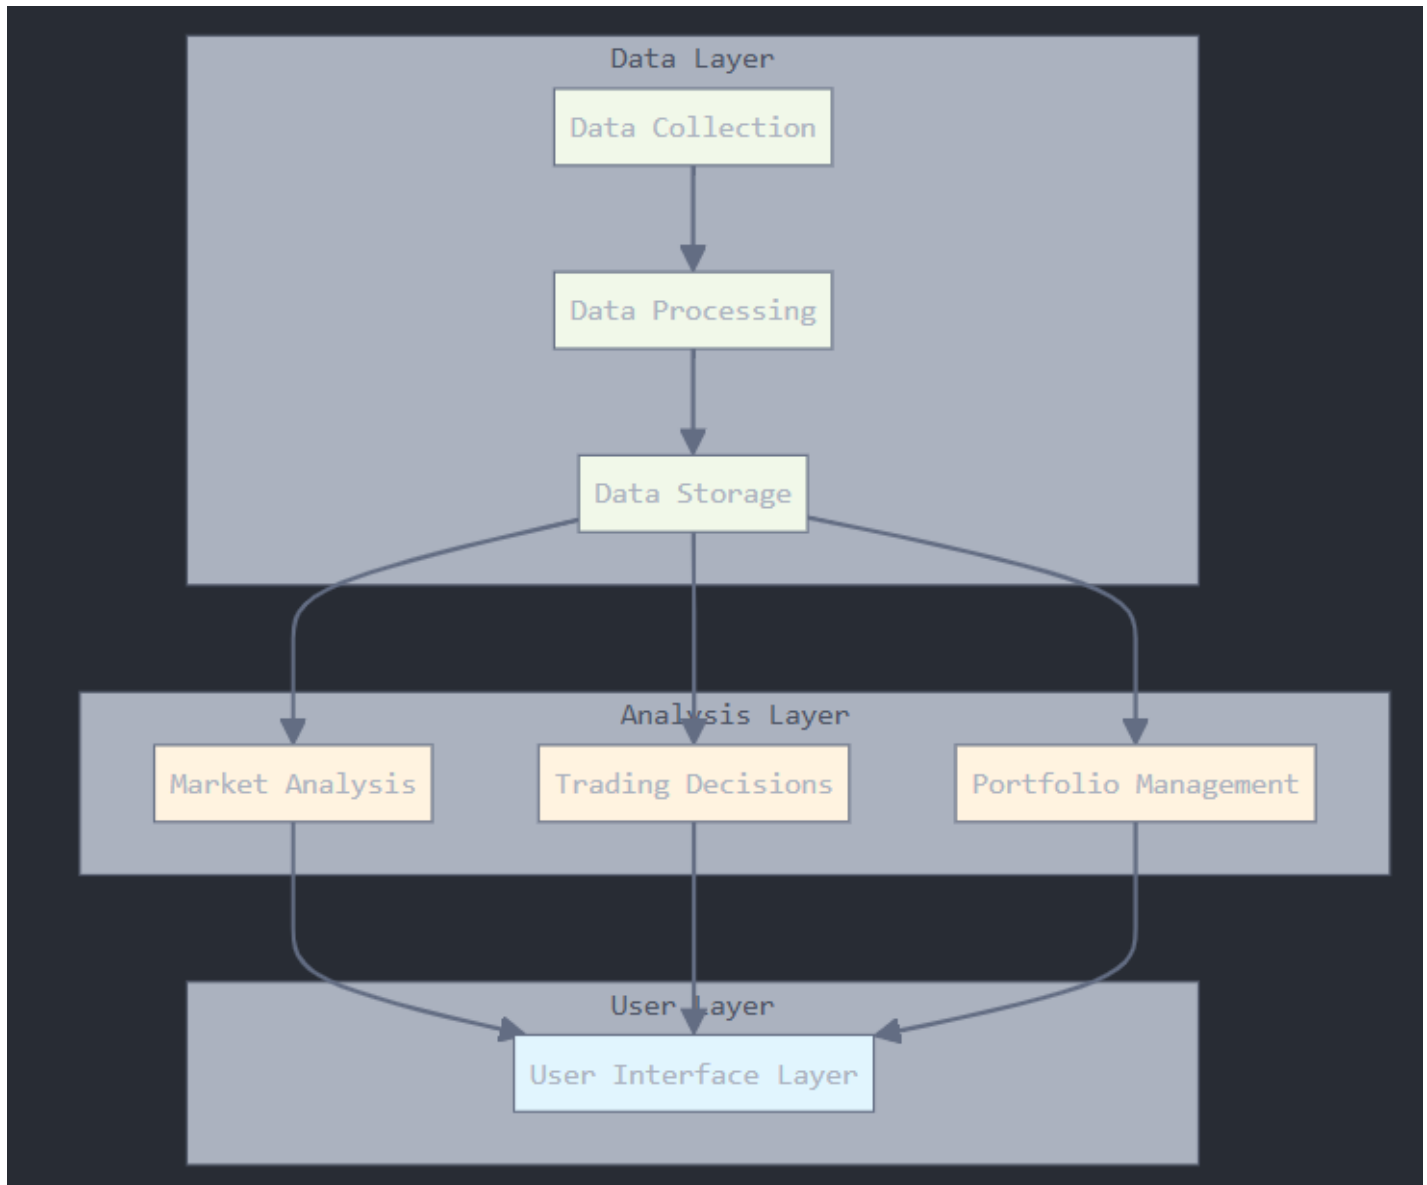 Data Layer
Data Collection
Data Processing
Data Storage
Analysis Layer
Market Analysis
Trading Decisions
Portfolio Management
User Layer
User Interface Layer